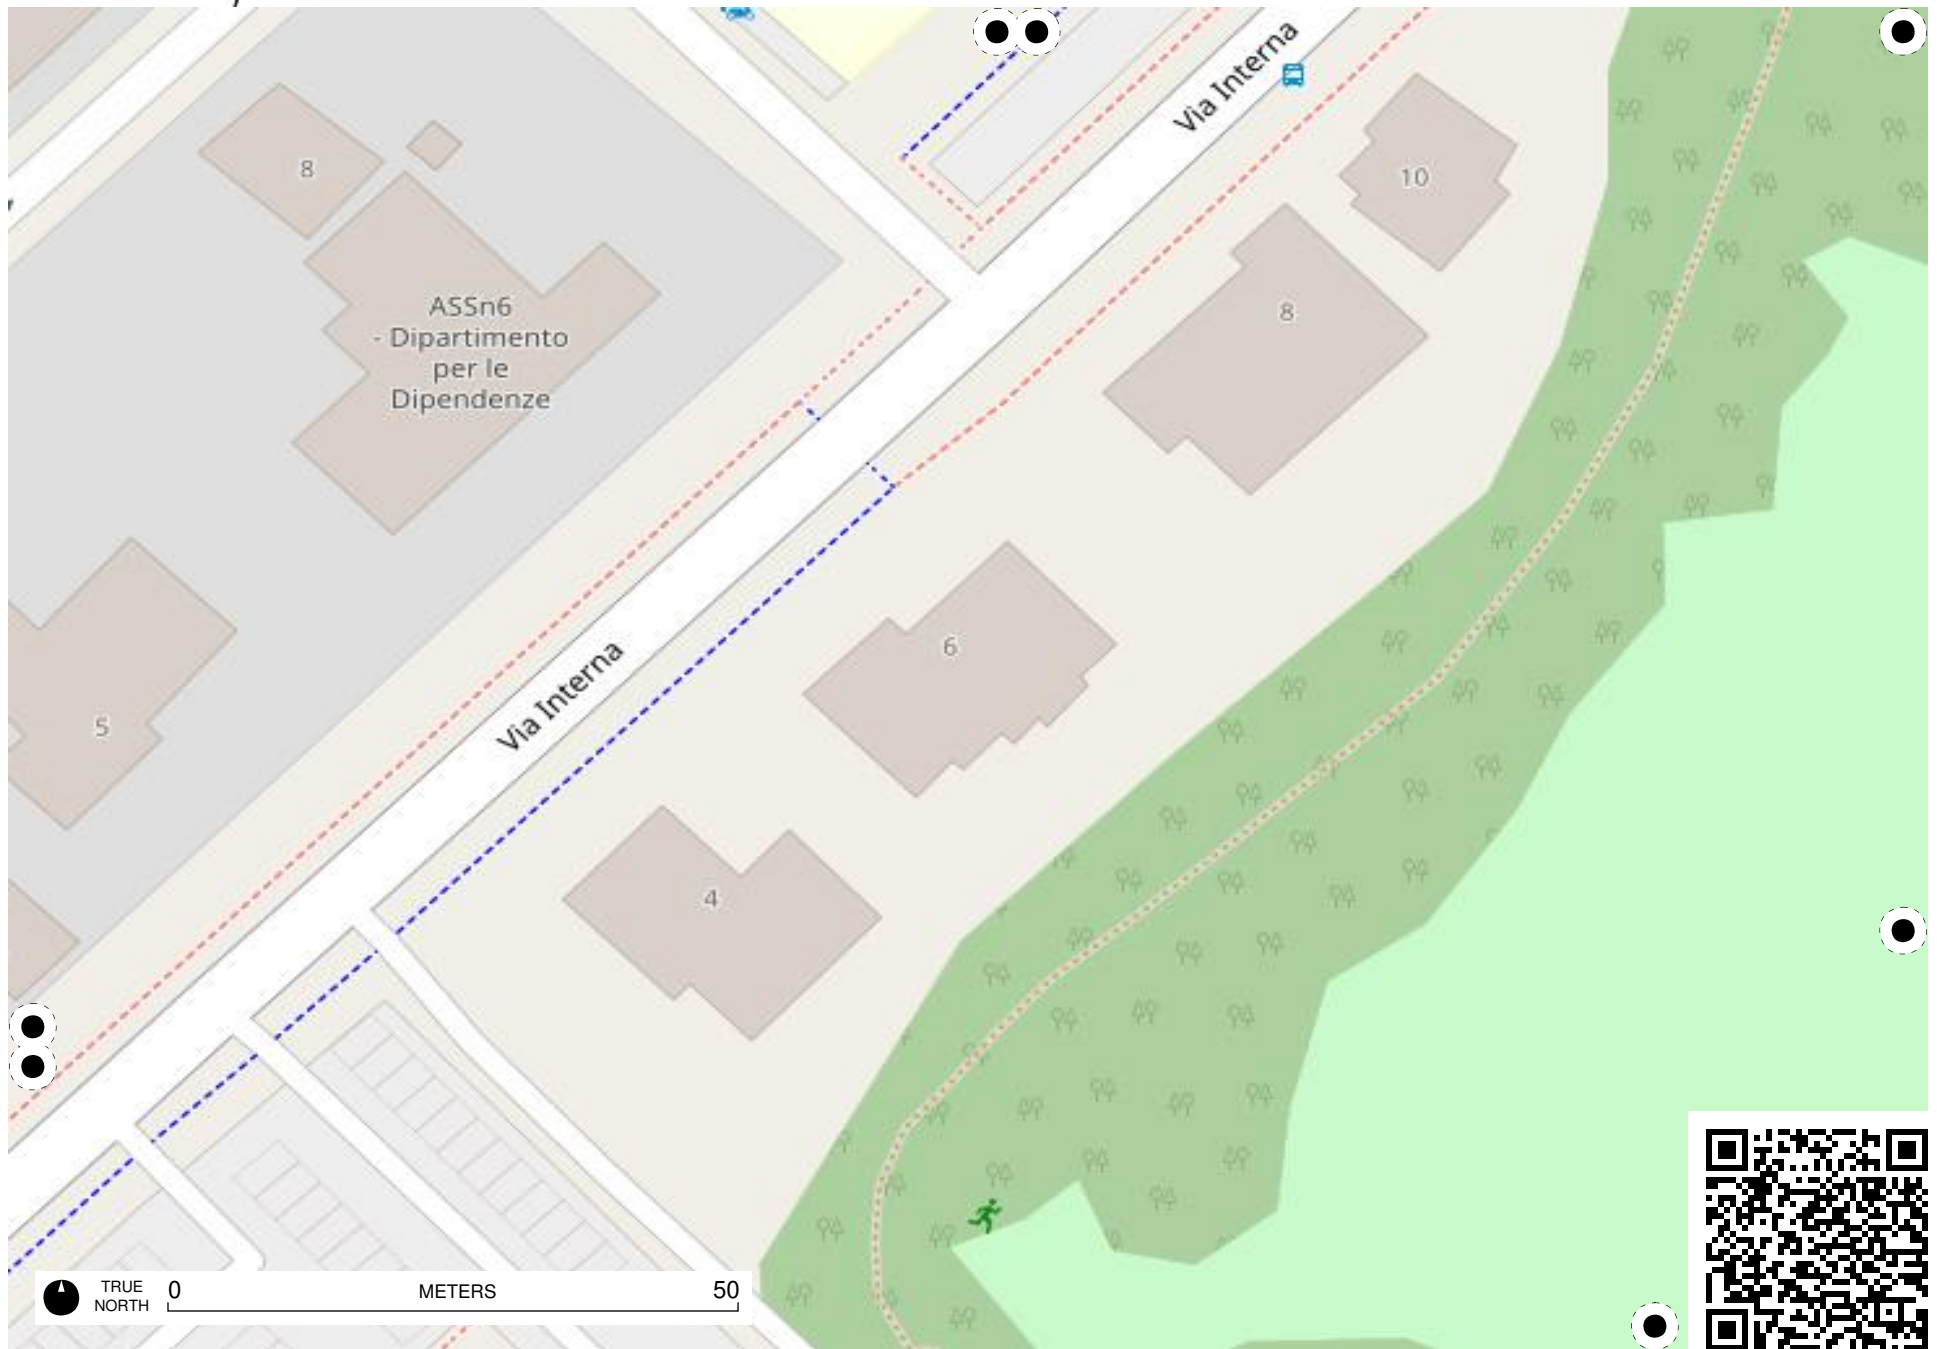 Via Interna
8
10
ASSn6
- Dipartimento
per le
Dipendenze
8
6
Via Interna
5
4
TRUE
NORTH
0
METERS
50